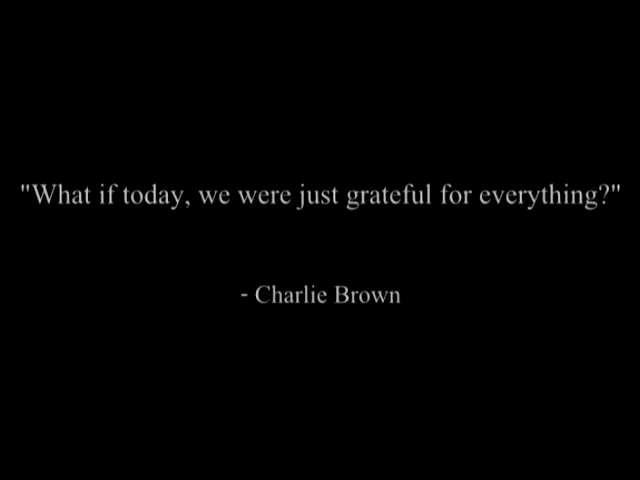 "What if today, we were just grateful for everything?"
- Charlie Brown